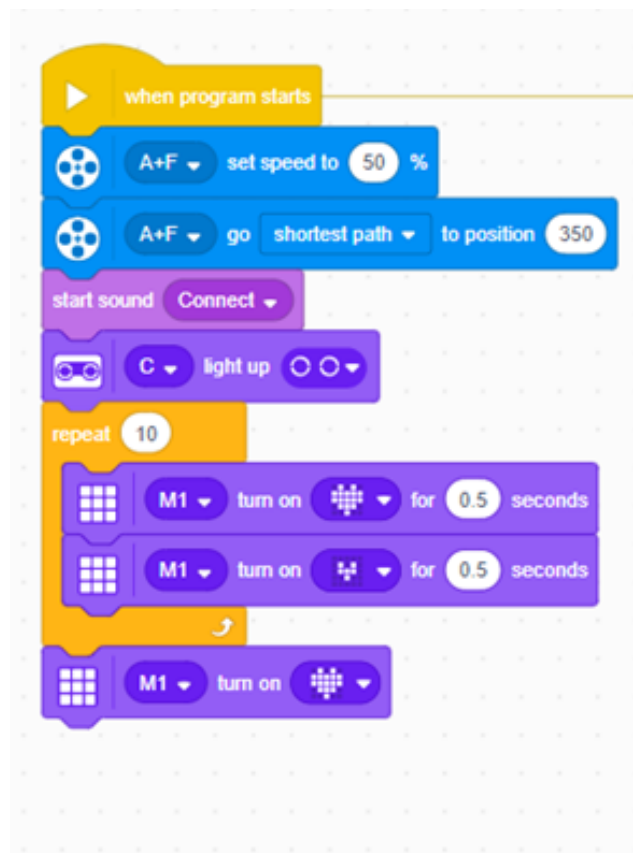 when program starts
A+F set speed to 50 %
A+F go shortest path to position 350
start sound Connect
C light up
repeat 10
M1 turn on for 0.5 seconds
M1 turn on for 0.5 seconds
M1 turn on